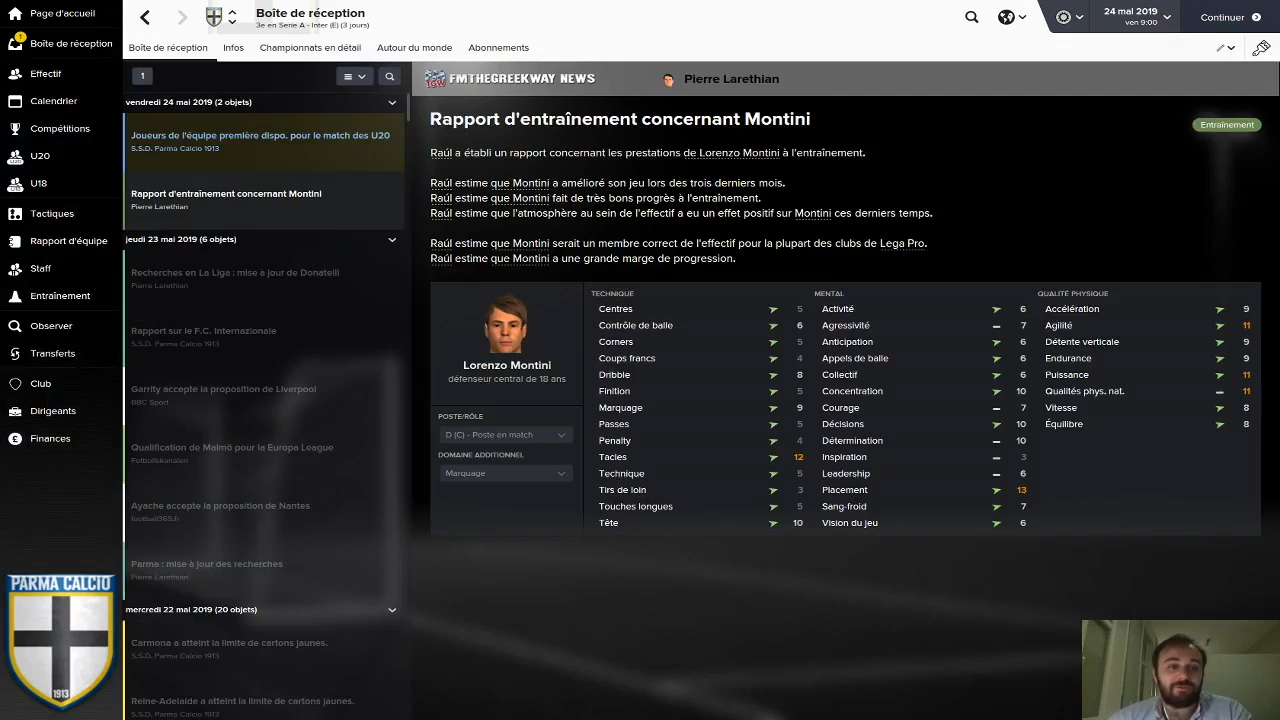 Page d'accueil
1
Boîte de réception
Effectif
Calendrier
Compétitions
U20
U20
U18
Tactiques
Rapport d'équipe
Staff
Entraînement
Observer
Transferts
Club
Dirigeants
Finances
PARMA CALCIO
1913
Boîte de réception
3e en Serie A - Inter (E) (3 jours)
24 mai 2019
ven 9:00
Continuer
Boîte de réception
Infos
Championnats en détail
Autour du monde
Abonnements
1
vendredi 24 mai 2019 (2 objets)
Joueurs de l'équipe première dispo. pour le match des U20
S.S.D. Parma Calcio 1913
Rapport d'entraînement concernant Montini
Pierre Larethian
jeudi 23 mai 2019 (6 objets)
Recherches en La Liga : mise à jour de Donatelli
Pierre Larethian
Rapport sur le F.C. Internazionale
S.S.D. Parma Calcio 1913
Garrity accepte la proposition de Liverpool
BBC Sport
Qualification de Malmö pour la Europa League
Fotbollskanalen
Ayache accepte la proposition de Nantes
football365.fr
Parma : mise à jour des recherches
Pierre Larethian
mercredi 22 mai 2019 (20 objets)
Carmona a atteint la limite de cartons jaunes.
S.S.D. Parma Calcio 1913
Reine-Adelaide a atteint la limite de cartons jaunes.
S.S.D. Parma Calcio 1913
FMTHEGREEKWAY NEWS
Pierre Larethian
Rapport d'entraînement concernant Montini
Entraînement
Raúl a établi un rapport concernant les prestations de Lorenzo Montini à l'entraînement.
Raúl estime que Montini a amélioré son jeu lors des trois derniers mois.
Raúl estime que Montini fait de très bons progrès à l'entraînement.
Raúl estime que l'atmosphère au sein de l'effectif a eu un effet positif sur Montini ces derniers temps.
Raúl estime que Montini serait un membre correct de l'effectif pour la plupart des clubs de Lega Pro.
Raúl estime que Montini a une grande marge de progression.
Lorenzo Montini
défenseur central de 18 ans
POSTE/RÔLE
D (C) - Poste en match
DOMAINE ADDITIONNEL
Marquage
TECHNIQUE
Centres 5
Contrôle de balle 6
Corners 5
Coups francs 4
Dribble 8
Finition 5
Marquage 9
Passes 5
Penalty 4
Tacles 12
Technique 5
Tirs de loin 3
Touches longues 5
Tête 10
MENTAL
Activité 6
Agressivité 7
Anticipation 6
Appels de balle 6
Collectif 6
Concentration 10
Courage 7
Décisions 10
Détermination 10
Inspiration 3
Leadership 6
Placement 13
Sang-froid 7
Vision du jeu 6
QUALITÉ PHYSIQUE
Accélération 9
Agilité 11
Détente verticale 9
Endurance 9
Puissance 11
Qualités phys. nat. 11
Vitesse 8
Équilibre 8